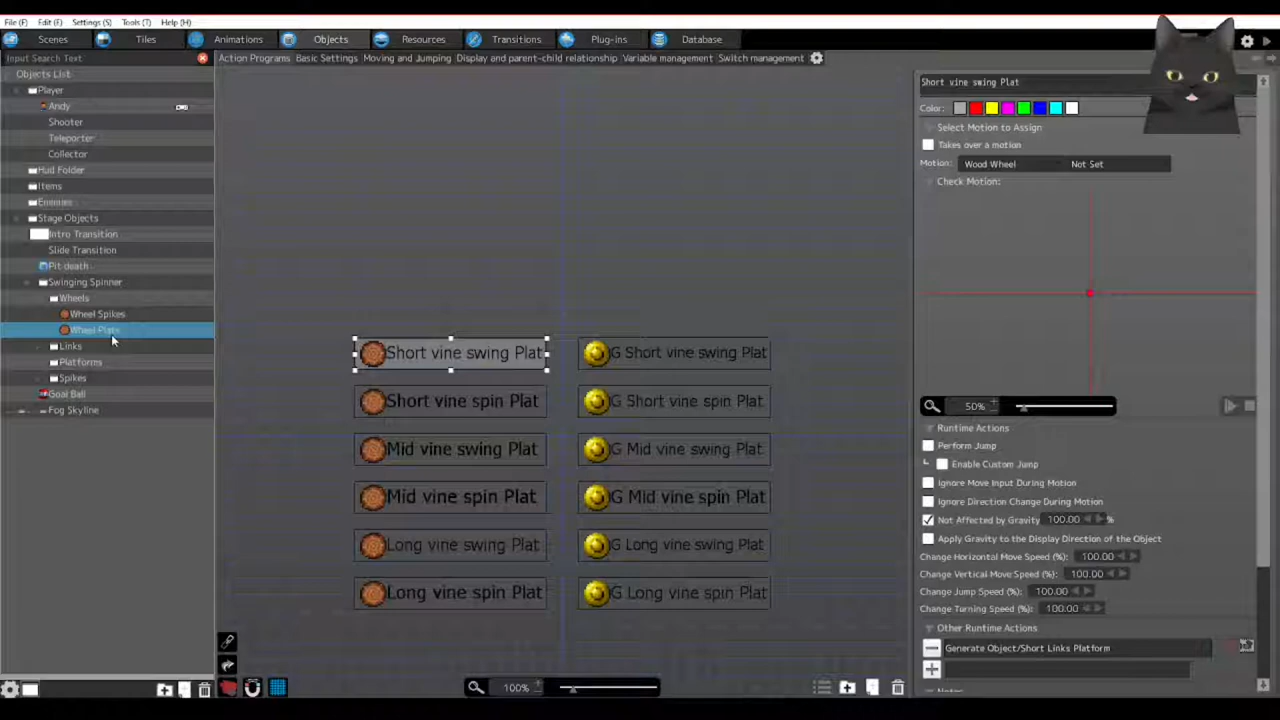 File (F) Edit (E) Settings (S) Tools (T) Help (H)
Scenes Tiles Animations Objects Resources Transitions Plug-ins Database
Input Search Text
Action Programs Basic Settings Moving and Jumping Display and parent-child relationship Variable management Switch management
Objects List
Player
Andy
Shooter
Teleporter
Collector
Hud Folder
Items
Enemies
Stage Objects
Intro Transition
Slide Transition
Pit death
Swinging Spinner
Wheels
Wheel Spikes
Wheel Plats
Links
Platforms
Spikes
Goal Ball
Fog Skyline
Short vine swing Plat
G Short vine swing Plat
Short vine spin Plat
G Short vine spin Plat
Mid vine swing Plat
G Mid vine swing Plat
Mid vine spin Plat
G Mid vine spin Plat
Long vine swing Plat
G Long vine swing Plat
Long vine spin Plat
G Long vine spin Plat
100%
Short vine swing Plat
Color:
Select Motion to Assign
Takes over a motion
Motion: Wood Wheel Not Set
Check Motion:
50%
Runtime Actions
Perform Jump
Enable Custom Jump
Ignore Move Input During Motion
Ignore Direction Change During Motion
Not Affected by Gravity 100.00 %
Apply Gravity to the Display Direction of the Object
Change Horizontal Move Speed (%): 100.00
Change Vertical Move Speed (%): 100.00
Change Jump Speed (%): 100.00
Change Turning Speed (%): 100.00
Other Runtime Actions
Generate Object/Short Links Platform